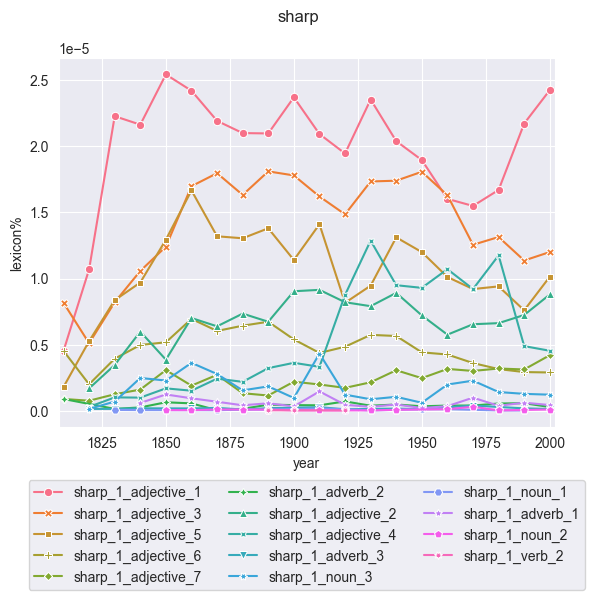 sharp
1e−5
2.5
2.0
1.5
1.0
0.5
0.0
lexicon%
1825 1850 1875 1900 1925 1950 1975 2000
year
sharp_1_adjective_1 sharp_1_adverb_2 sharp_1_noun_1
sharp_1_adjective_3 sharp_1_adjective_2 sharp_1_adverb_1
sharp_1_adjective_5 sharp_1_adjective_4 sharp_1_noun_2
sharp_1_adjective_6 sharp_1_adverb_3 sharp_1_verb_2
sharp_1_adjective_7 sharp_1_noun_3